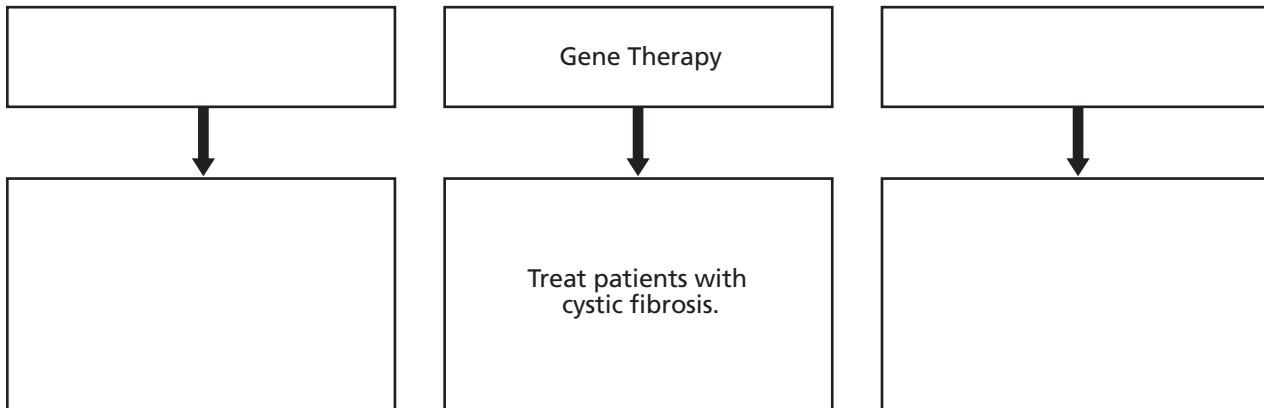 Gene Therapy
Treat patients with
cystic fibrosis.